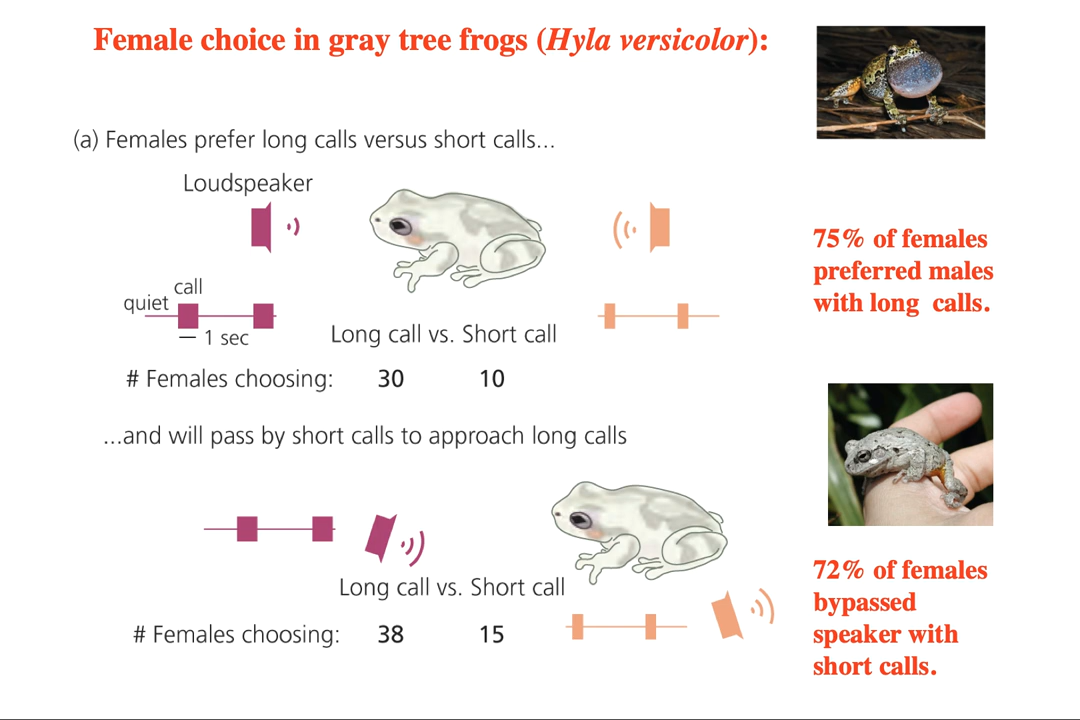 Female choice in gray tree frogs (Hyla versicolor):
(a) Females prefer long calls versus short calls...
Loudspeaker
75% of females
preferred males
with long calls.
call
quiet
1 sec
Long call vs. Short call
# Females choosing: 30 10
...and will pass by short calls to approach long calls
72% of females
bypassed
speaker with
short calls.
Long call vs. Short call
# Females choosing: 38 15